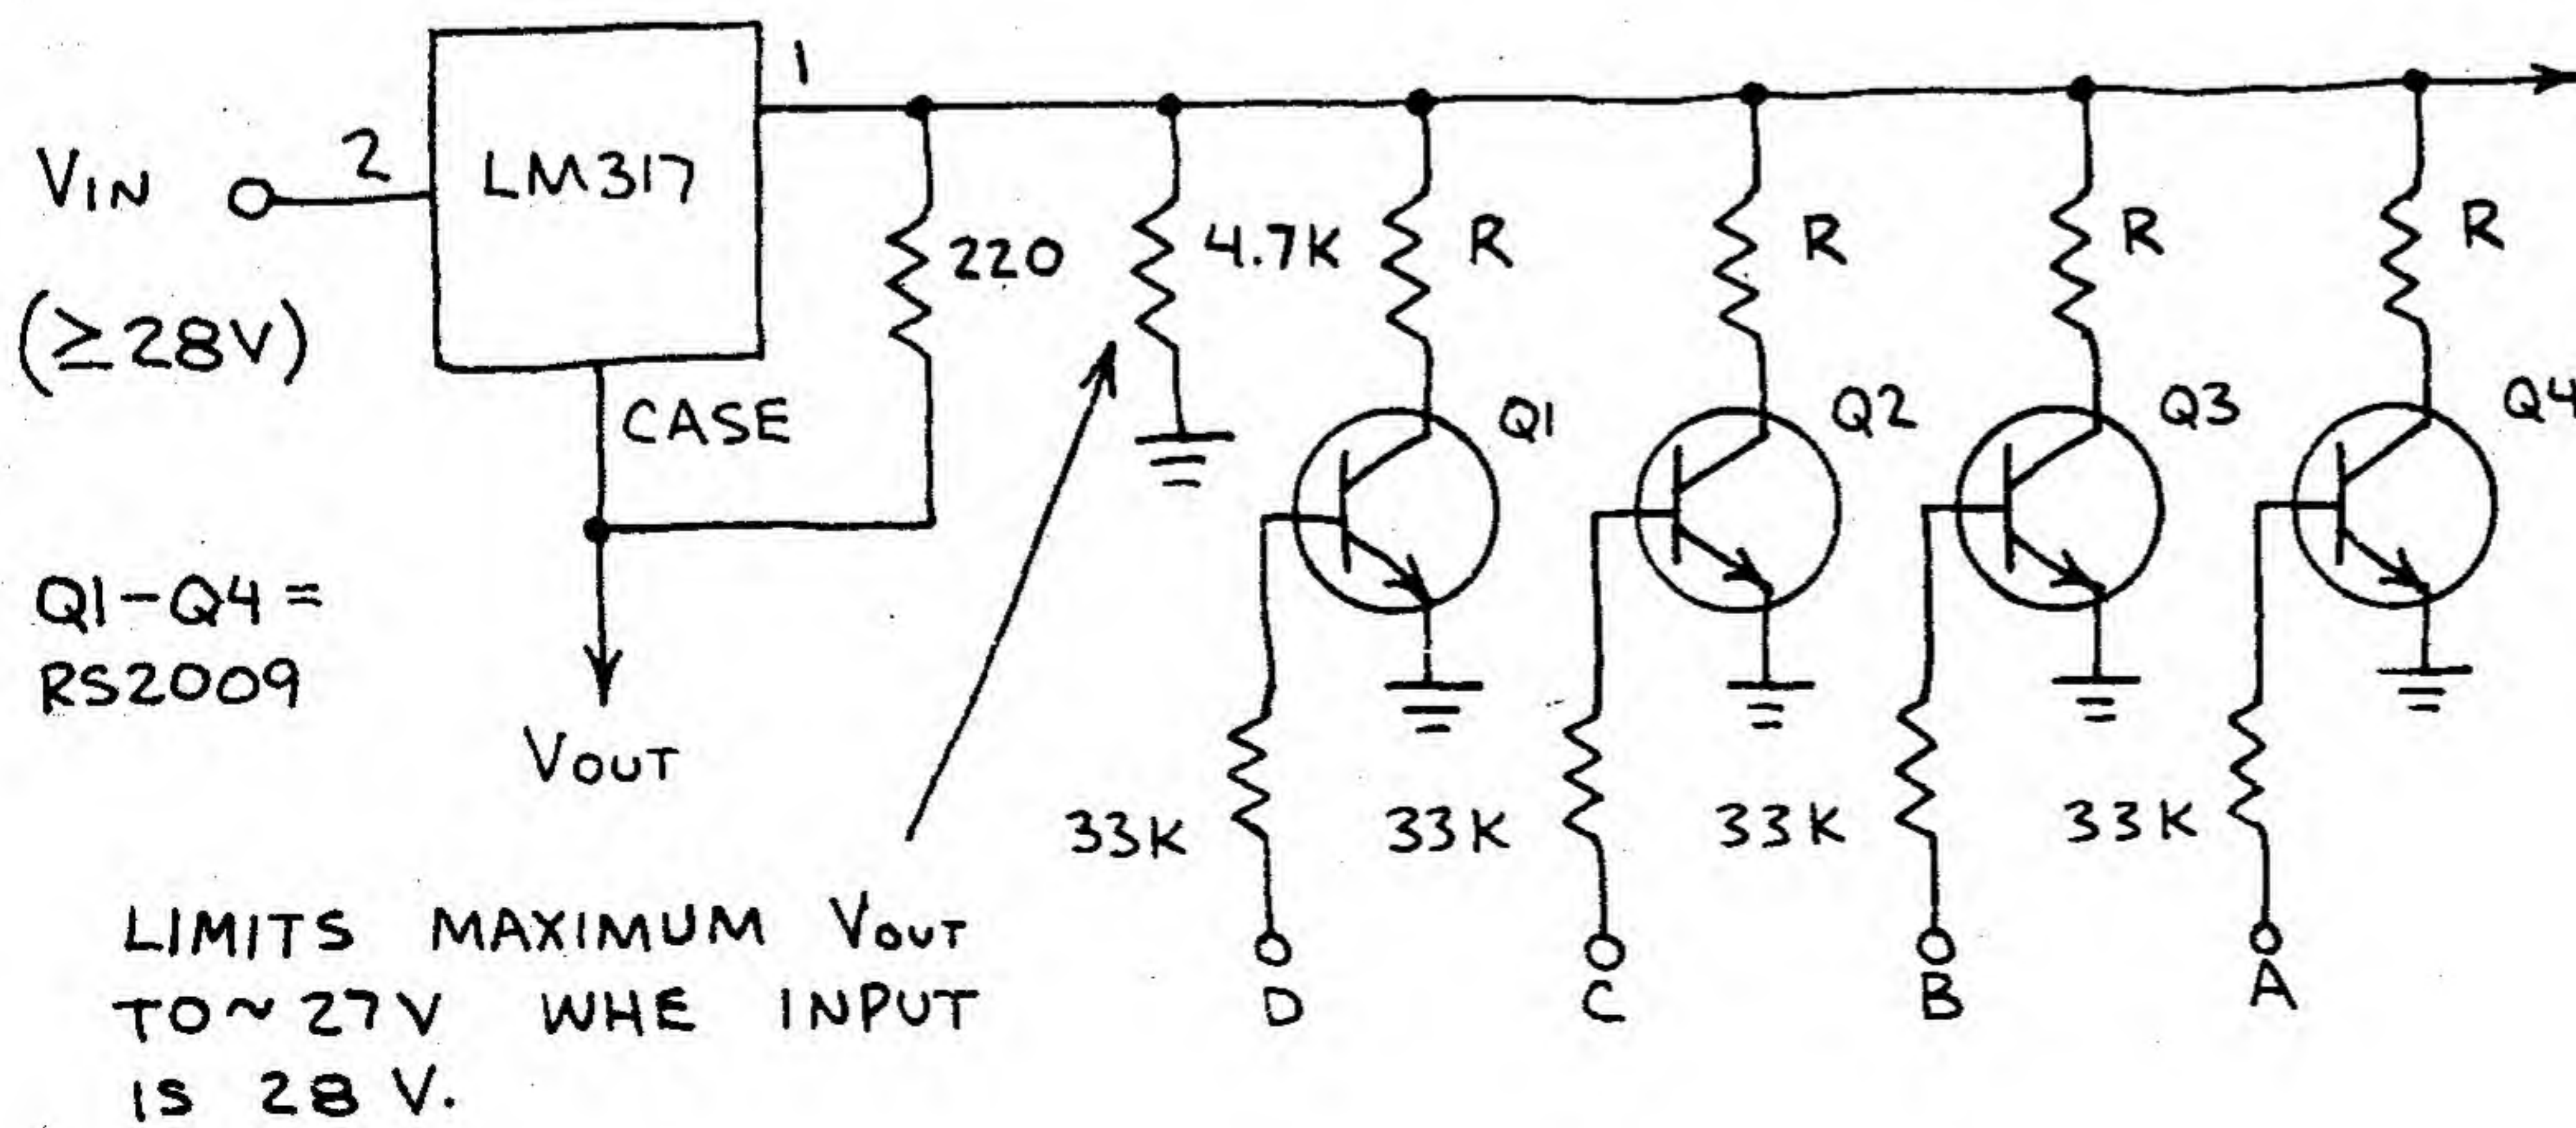 1
2
LM317
VIN
(≥28V)
220
4.7K
R
R
R
R
CASE
Q1
Q2
Q3
Q4
Q1-Q4 =
RS2009
VOUT
33K
33K
33K
33K
LIMITS MAXIMUM VOUT
TO ~ 27V WHE INPUT
IS 28 V.
D
C
B
A